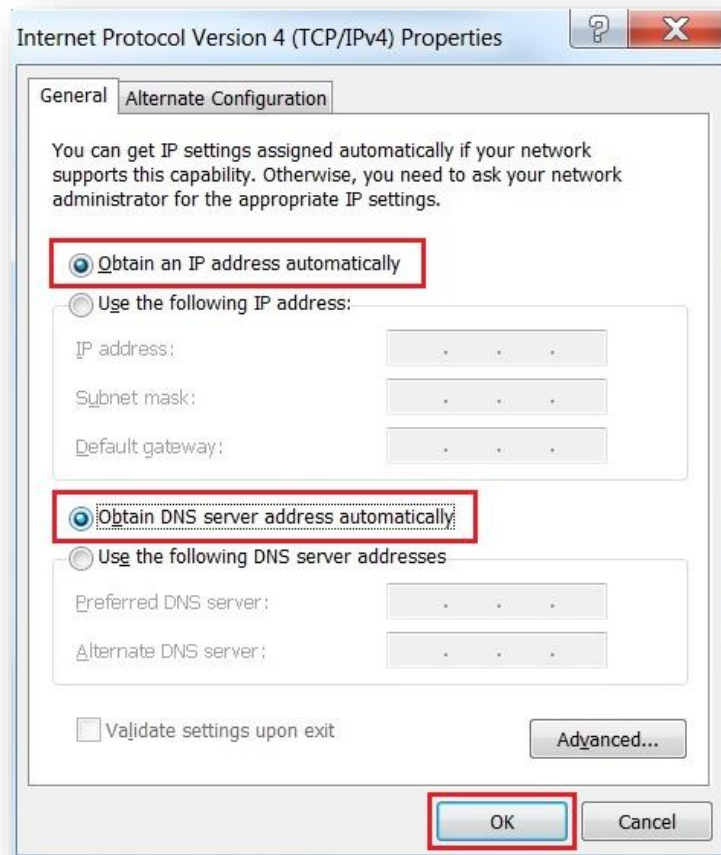 Internet Protocol Version 4 (TCP/IPv4) Properties
General
Alternate Configuration
You can get IP settings assigned automatically if your network
supports this capability. Otherwise, you need to ask your network
administrator for the appropriate IP settings.
Obtain an IP address automatically
Use the following IP address:
IP address:
Subnet mask:
Default gateway:
Obtain DNS server address automatically
Use the following DNS server addresses
Preferred DNS server:
Alternate DNS server:
Validate settings upon exit
Advanced...
OK
Cancel